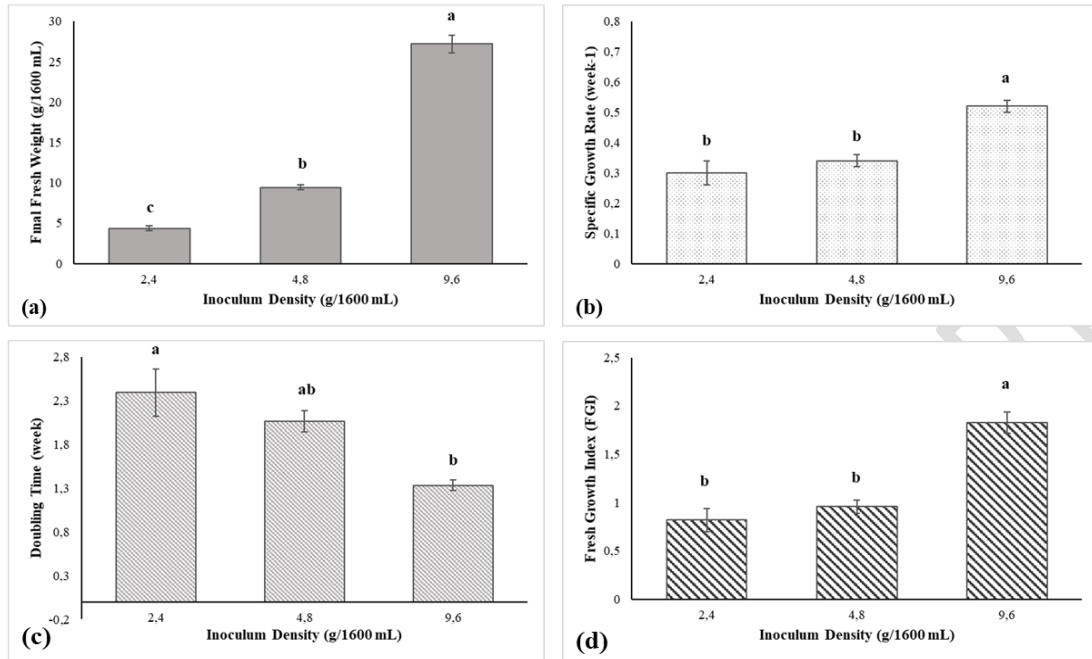 30
25
20
15
10
5
0
Final Fresh Weight (g/1600 mL)
a
b
c
2,4
4,8
9,6
Inoculum Density (g/1600 mL)
(a)
0,8
0,7
0,6
0,5
0,4
0,3
0,2
0,1
0
Specific Growth Rate (week-1)
b
b
a
2,4
4,8
9,6
Inoculum Density (g/1600 mL)
(b)
2,8
2,3
1,8
1,3
0,8
0,3
-0,2
Doubling Time (week)
a
ab
b
2,4
4,8
9,6
Inoculum Density (g/1600 mL)
(c)
2,5
2
1,5
1
0,5
0
Fresh Growth Index (FGI)
b
b
a
2,4
4,8
9,6
Inoculum Density (g/1600 mL)
(d)